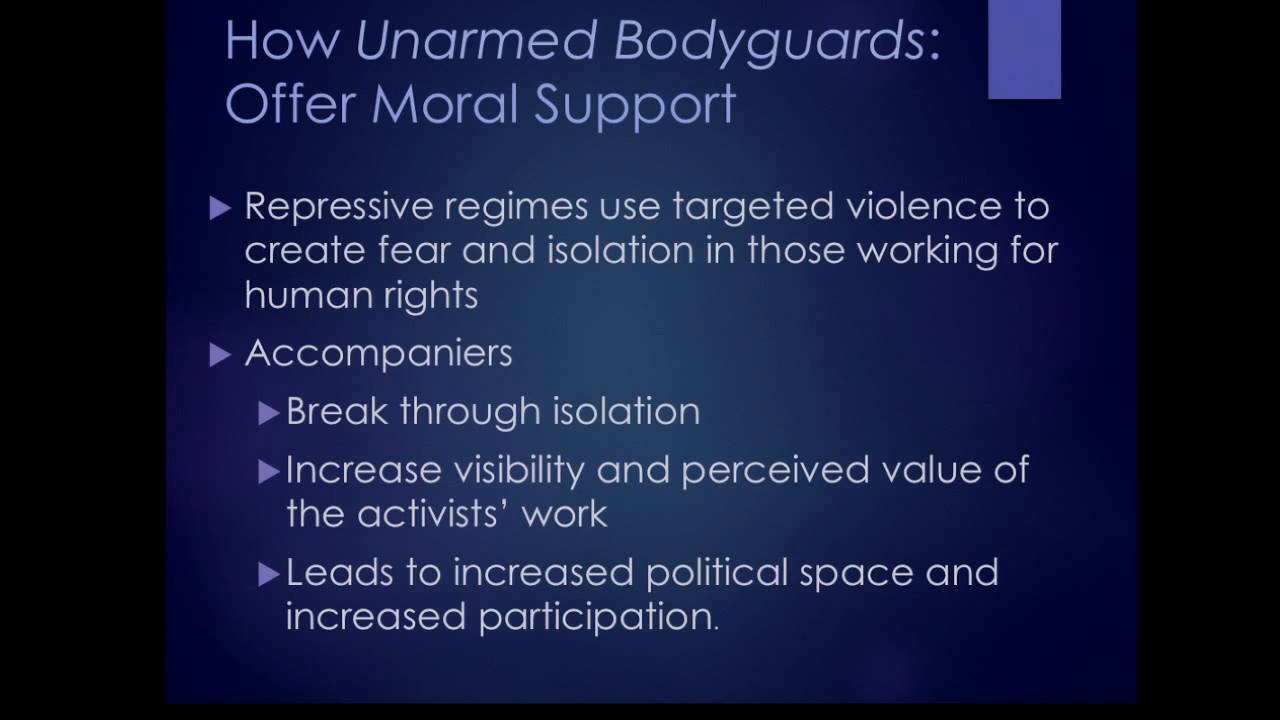 How Unarmed Bodyguards:
Offer Moral Support
Repressive regimes use targeted violence to
create fear and isolation in those working for
human rights
Accompaniers
Break through isolation
Increase visibility and perceived value of
the activists’ work
Leads to increased political space and
increased participation.